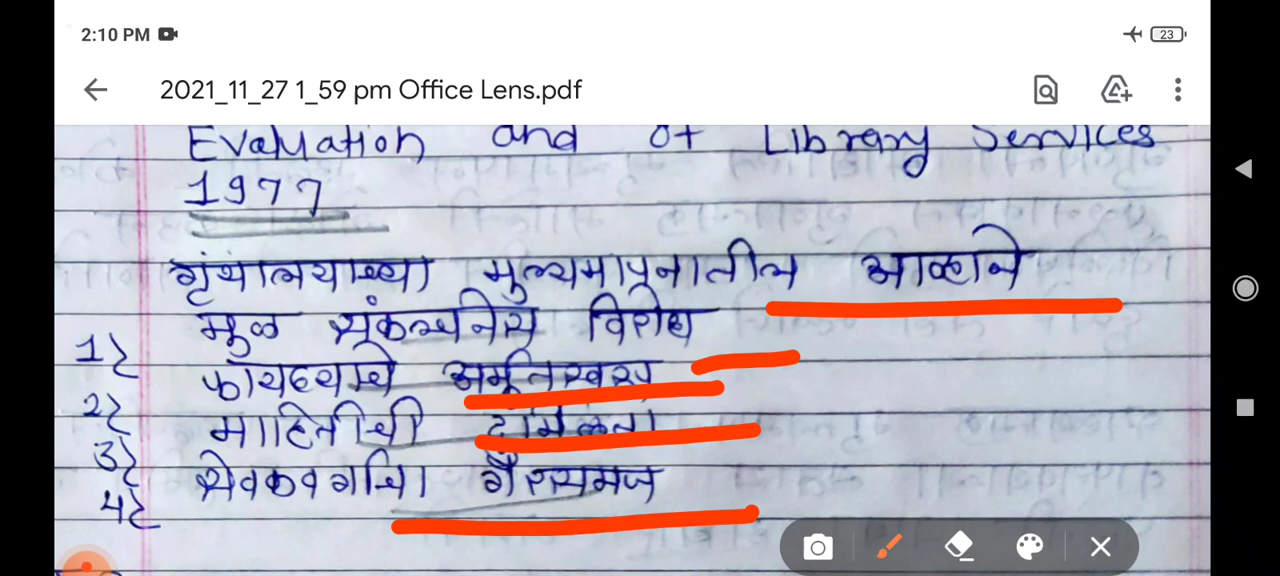 2:10 PM
23
2021_11_27 1_59 pm Office Lens.pdf
Evaluation and of Library Services
1977
ग्रंथालयाच्या मुल्यमापनातील आव्हाने
1} मुळ संकल्पनेस विरोध
2} फायद्याचे अमूर्तस्वरूप
3} माहितीची दुर्मिळता
4} सेवकवर्गाचा गैरसमज